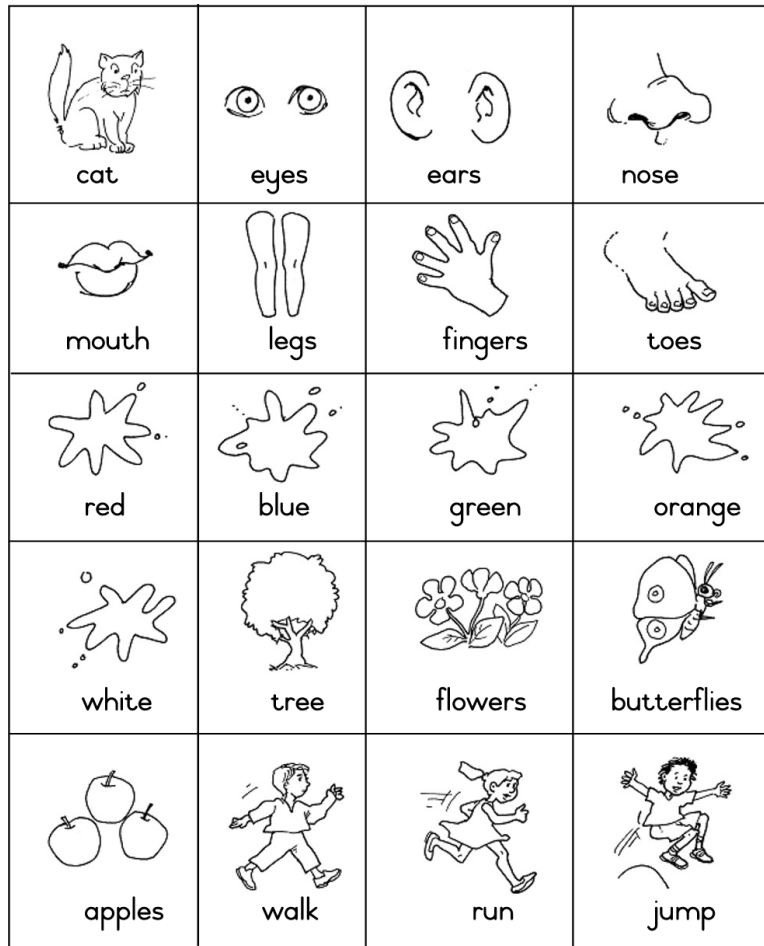 cat eyes ears nose
mouth legs fingers toes
red blue green orange
white tree flowers butterflies
apples walk run jump